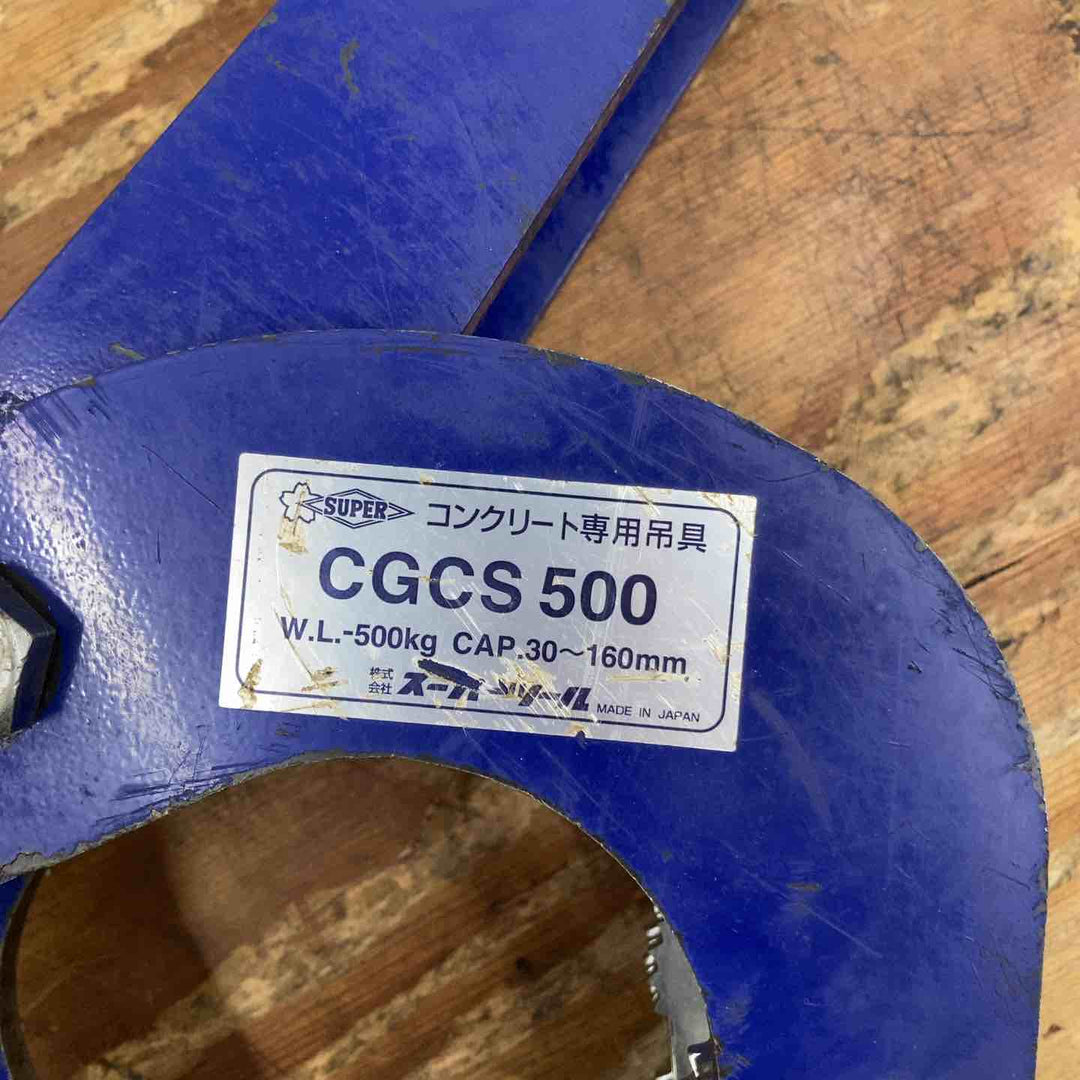 SUPER コンクリート専用吊具
CGCS 500
W.L.-500kg CAP.30～160mm
株式会社 スーパーツール MADE IN JAPAN